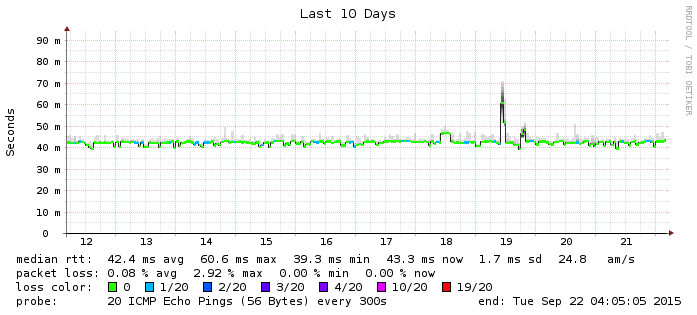 Last 10 Days
RRDTOOL / TOBI OETIKER
Seconds
90 m
80 m
70 m
60 m
50 m
40 m
30 m
20 m
10 m
0
12 13 14 15 16 17 18 19 20 21
median rtt: 42.4 ms avg 60.6 ms max 39.3 ms min 43.3 ms now 1.7 ms sd 24.8 am/s
packet loss: 0.08 % avg 2.92 % max 0.00 % min 0.00 % now
loss color: 0 1/20 2/20 3/20 4/20 10/20 19/20
probe: 20 ICMP Echo Pings (56 Bytes) every 300s end: Tue Sep 22 04:05:05 2015